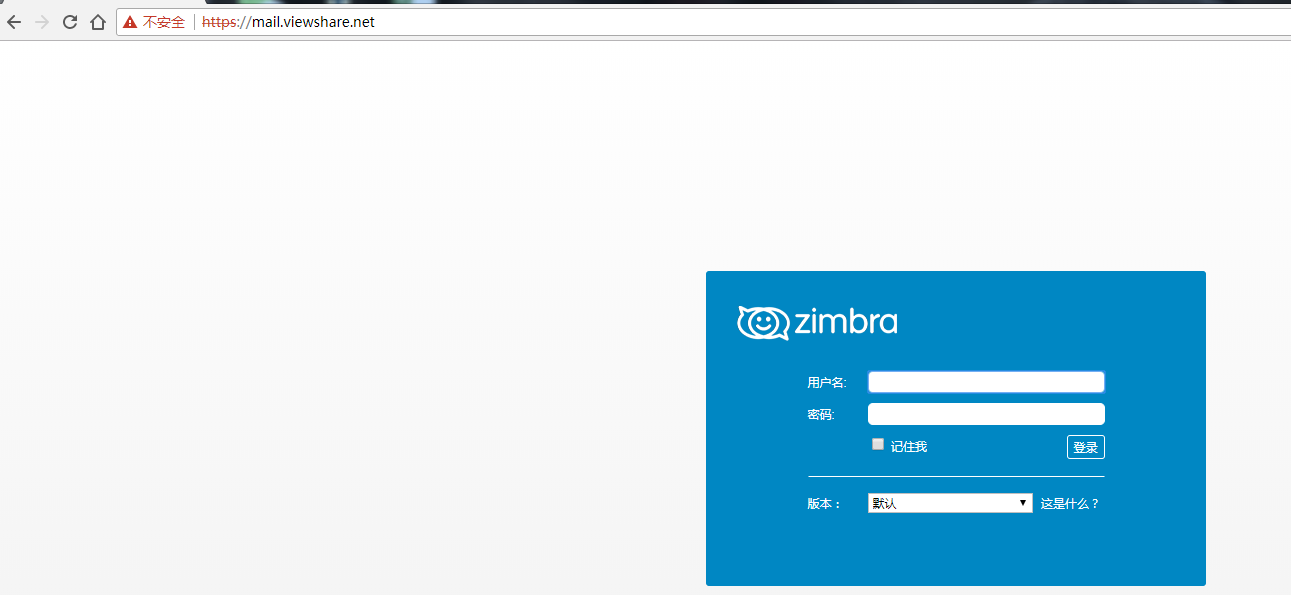 不安全 https://mail.viewshare.net
zimbra
用户名:
密码:
记住我 登录
版本： 默认 这是什么？